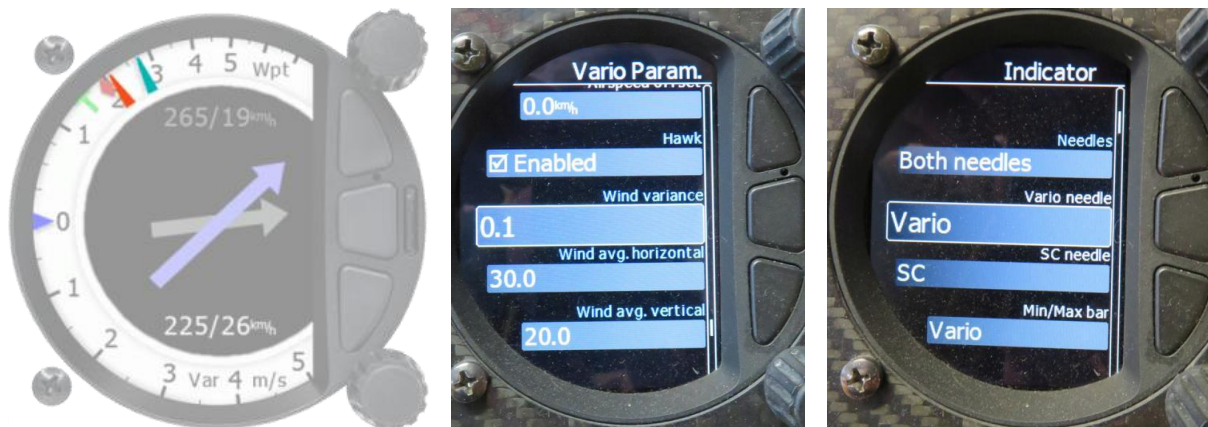 4 5 Wpt
3
2
265/19km/h
1
0
1
225/26km/h
2
5
3 Var 4 m/s
Vario Param.
Airspeed offset
0.0km/h
Hawk
☑ Enabled
Wind variance
0.1
Wind avg. horizontal
30.0
Wind avg. vertical
20.0
Indicator
Needles
Both needles
Vario needle
Vario
SC needle
SC
Min/Max bar
Vario